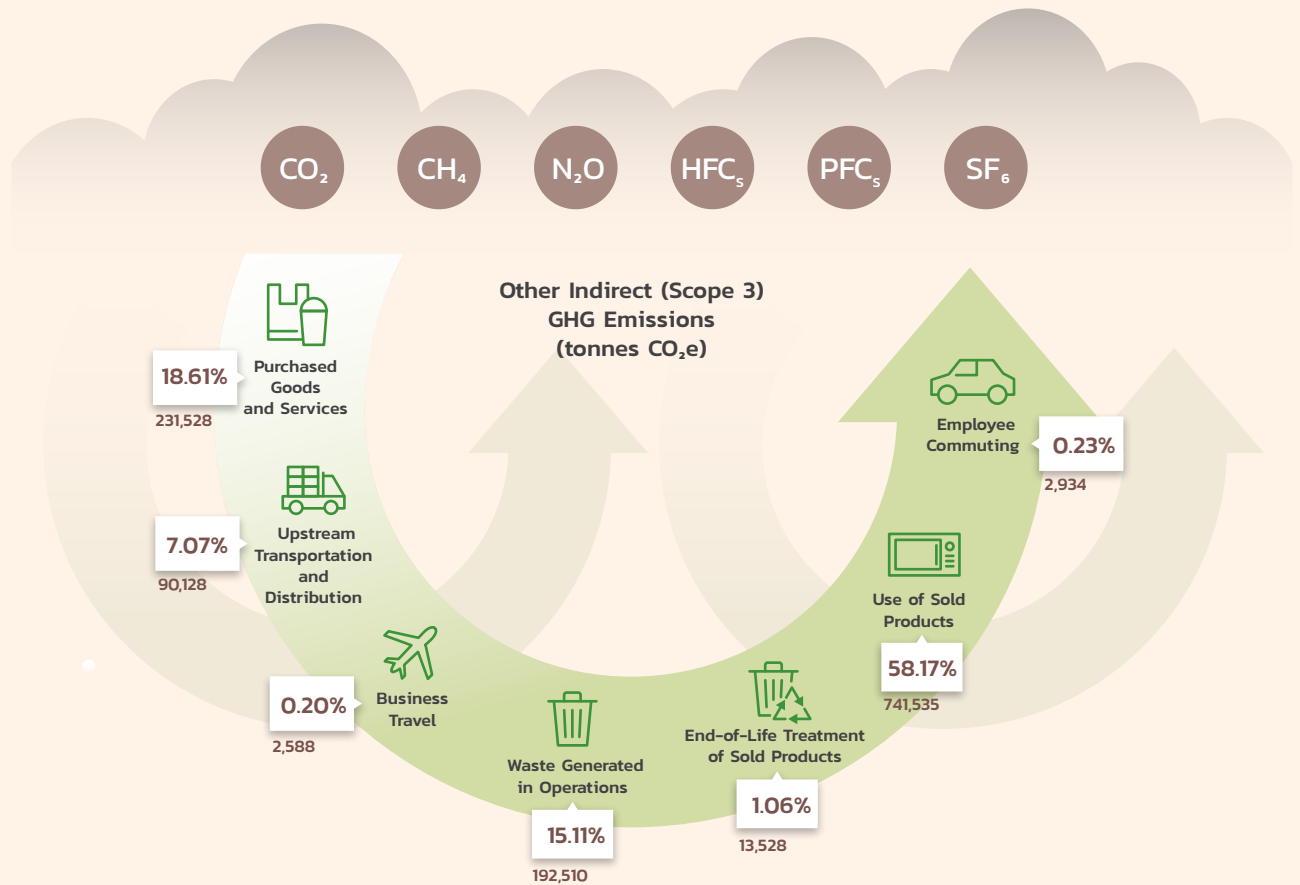 CO₂
CH₄
N₂O
HFCs
PFCs
SF₆
Other Indirect (Scope 3)
GHG Emissions
(tonnes CO₂e)
Purchased
Goods
and Services
18.61%
231,528
Upstream
Transportation
and
Distribution
7.07%
90,128
Business
Travel
0.20%
2,588
Waste Generated
in Operations
15.11%
192,510
End-of-Life Treatment
of Sold Products
1.06%
13,528
Use of Sold
Products
58.17%
741,535
Employee
Commuting
0.23%
2,934